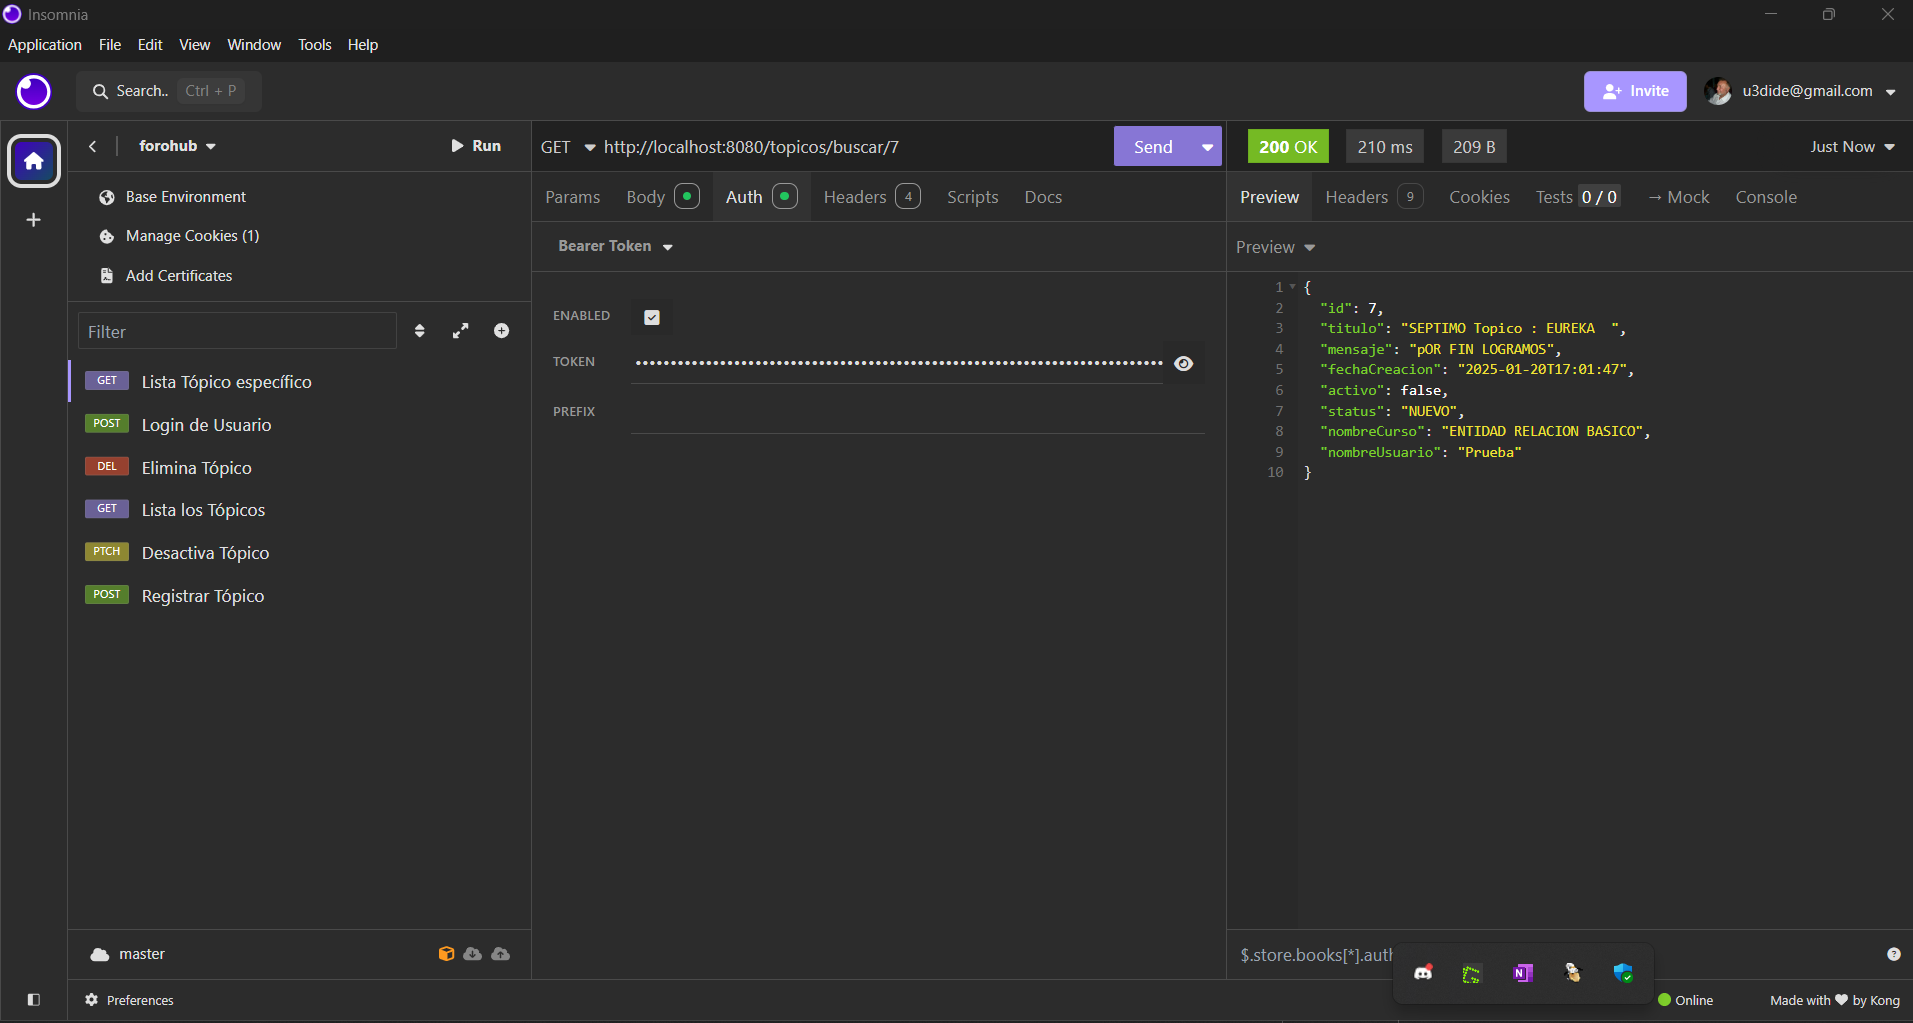 Insomnia
Application File Edit View Window Tools Help
Search.. Ctrl + P
Invite
u3dide@gmail.com
forohub
Run
Base Environment
Manage Cookies (1)
Add Certificates
Filter
GET Lista Tópico específico
POST Login de Usuario
DEL Elimina Tópico
GET Lista los Tópicos
PTCH Desactiva Tópico
POST Registrar Tópico
master
Preferences
GET http://localhost:8080/topicos/buscar/7
Send
Params Body Auth Headers 4 Scripts Docs
Bearer Token
ENABLED
TOKEN ••••••••••••••••••••••••••••••••••••••••••••••••••••••••••••••••••••••••••
PREFIX
200 OK 210 ms 209 B Just Now
Preview Headers 9 Cookies Tests 0 / 0 → Mock Console
Preview
1 {
2 "id": 7,
3 "titulo": "SEPTIMO Topico : EUREKA  ",
4 "mensaje": "pOR FIN LOGRAMOS",
5 "fechaCreacion": "2025-01-20T17:01:47",
6 "activo": false,
7 "status": "NUEVO",
8 "nombreCurso": "ENTIDAD RELACION BASICO",
9 "nombreUsuario": "Prueba"
10 }
$.store.books[*].auth
N
Online Made with ♥ by Kong